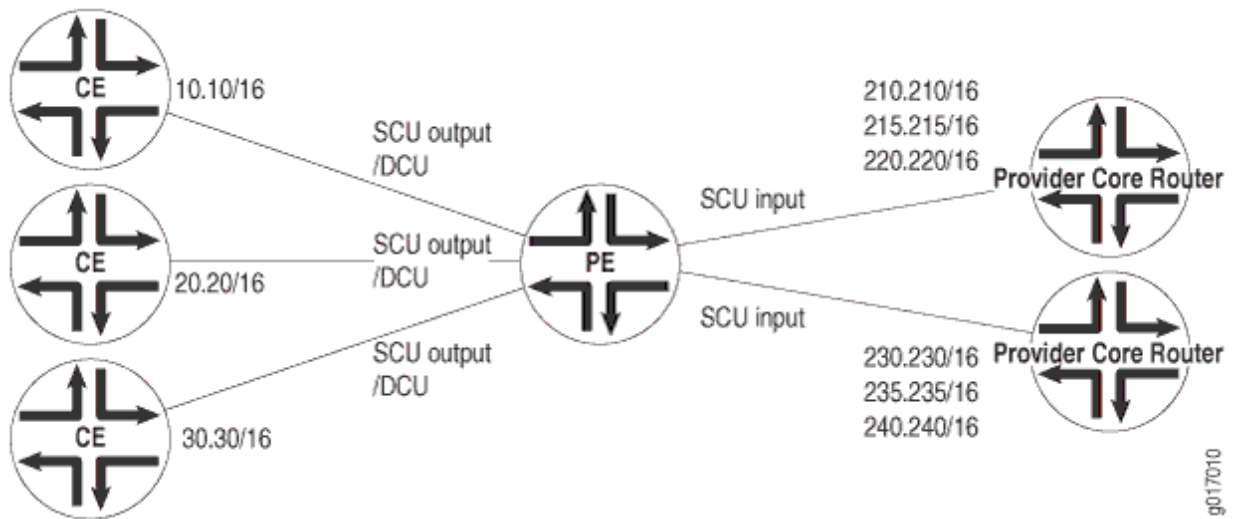 CE
10.10/16
SCU output
/DCU
CE
20.20/16
SCU output
/DCU
CE
30.30/16
SCU output
/DCU
PE
SCU input
SCU input
210.210/16
215.215/16
220.220/16
Provider Core Router
230.230/16
235.235/16
240.240/16
Provider Core Router
g017010